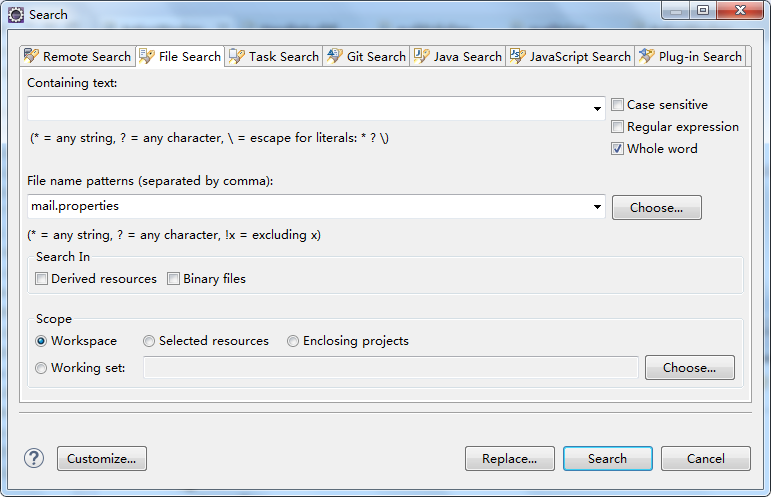 Search
Remote Search File Search Task Search Git Search Java Search JavaScript Search Plug-in Search
Containing text:
Case sensitive
(* = any string, ? = any character, \ = escape for literals: * ? \)
Regular expression
Whole word
File name patterns (separated by comma):
mail.properties
Choose...
(* = any string, ? = any character, !x = excluding x)
Search In
Derived resources Binary files
Scope
Workspace Selected resources Enclosing projects
Working set: Choose...
? Customize... Replace... Search Cancel